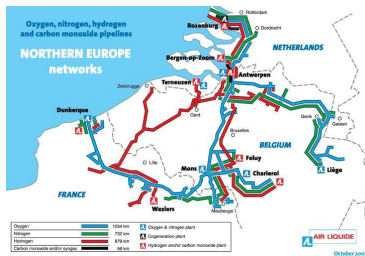 Oxygen, nitrogen, hydrogen
and carbon monoxide pipelines
NORTHERN EUROPE
networks
Rotterdam
Rozenburg
Dordrecht
NETHERLANDS
Bergen-op-Zoom
Zeebrugge
Terneuzen
Antwerpen
Dunkerque
Gent
Genk
Geleen
Bruxelles
BELGIUM
Lille
Feluy
Liège
Mons
Charleroi
FRANCE
Waziers
Maubeuge
Oxygen 1034 km
Nitrogen 732 km
Hydrogen 879 km
Carbon monoxide and/or syngas 56 km
Oxygen & nitrogen plant
Cogeneration plant
Hydrogen and/or carbon monoxide plant
AIR LIQUIDE